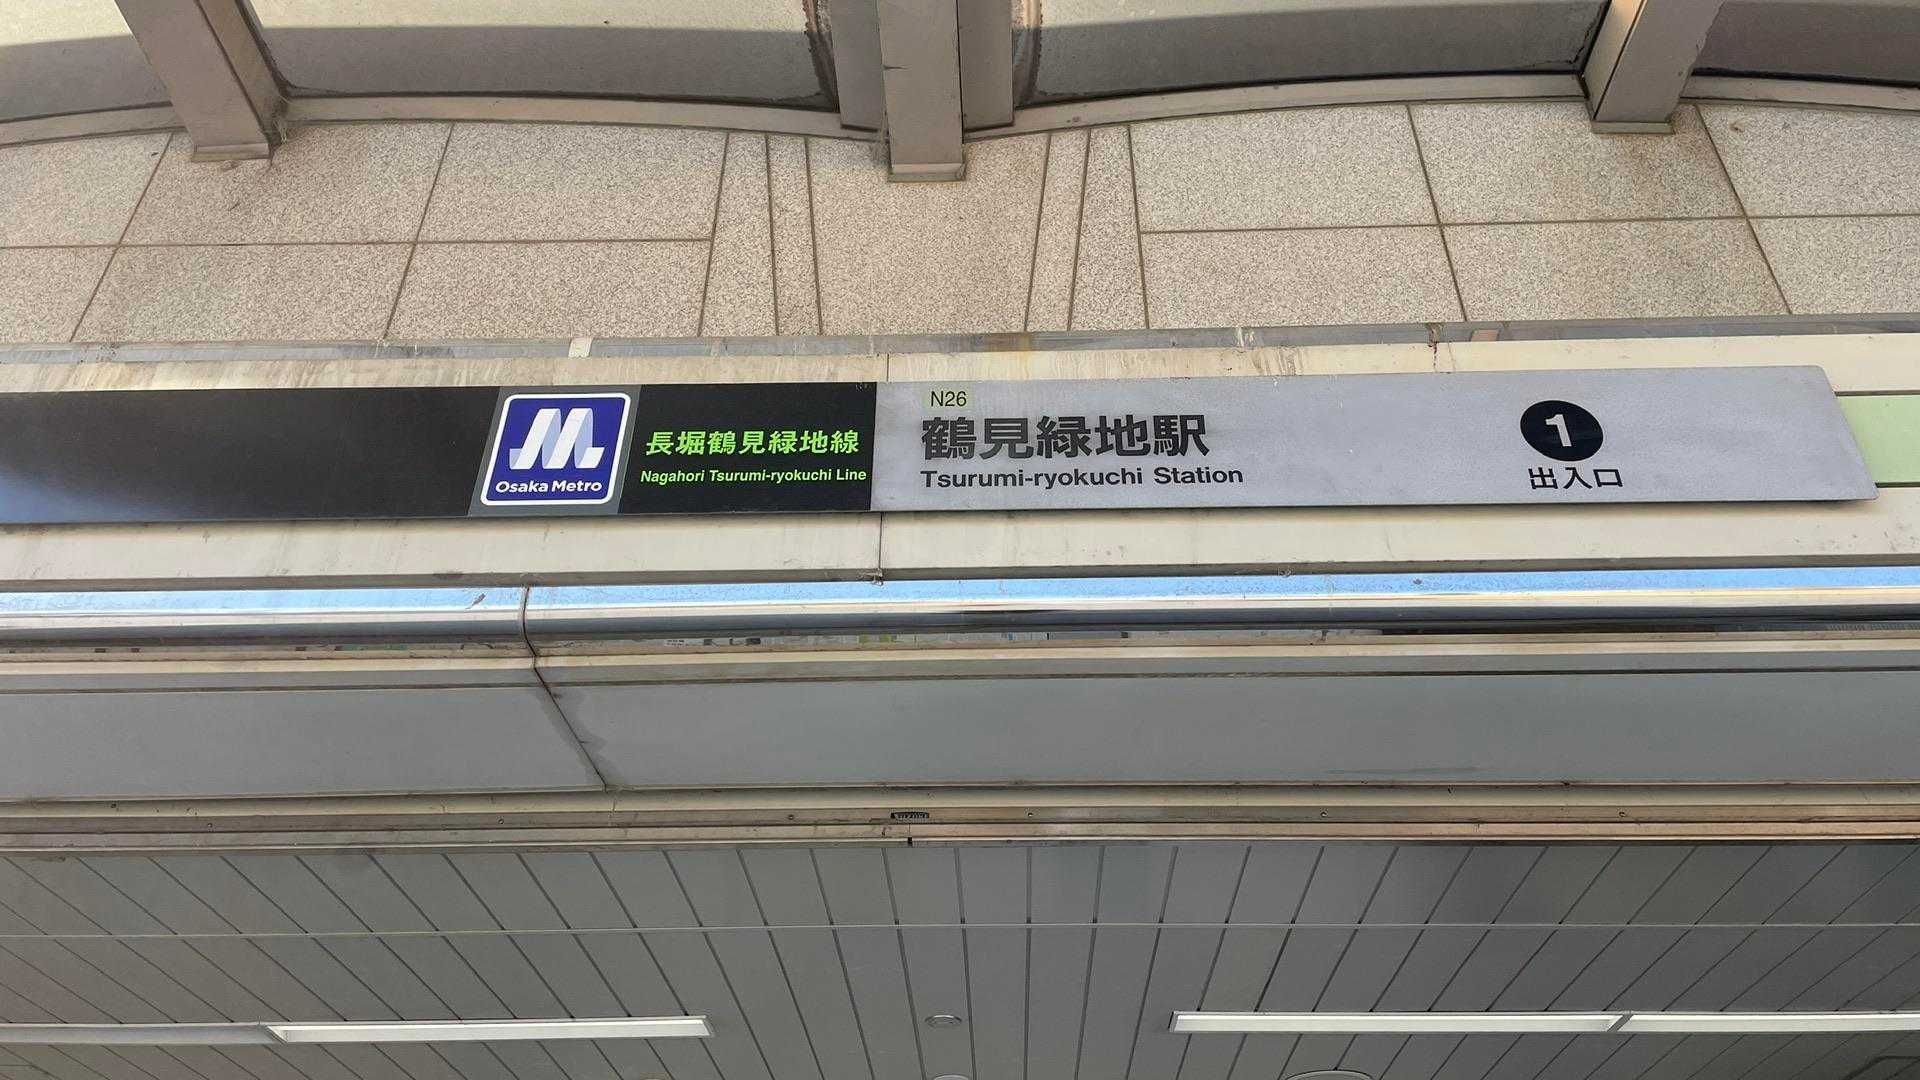 Osaka Metro
長堀鶴見緑地線
Nagahori Tsurumi-ryokuchi Line
N26
鶴見緑地駅
Tsurumi-ryokuchi Station
1
出入口